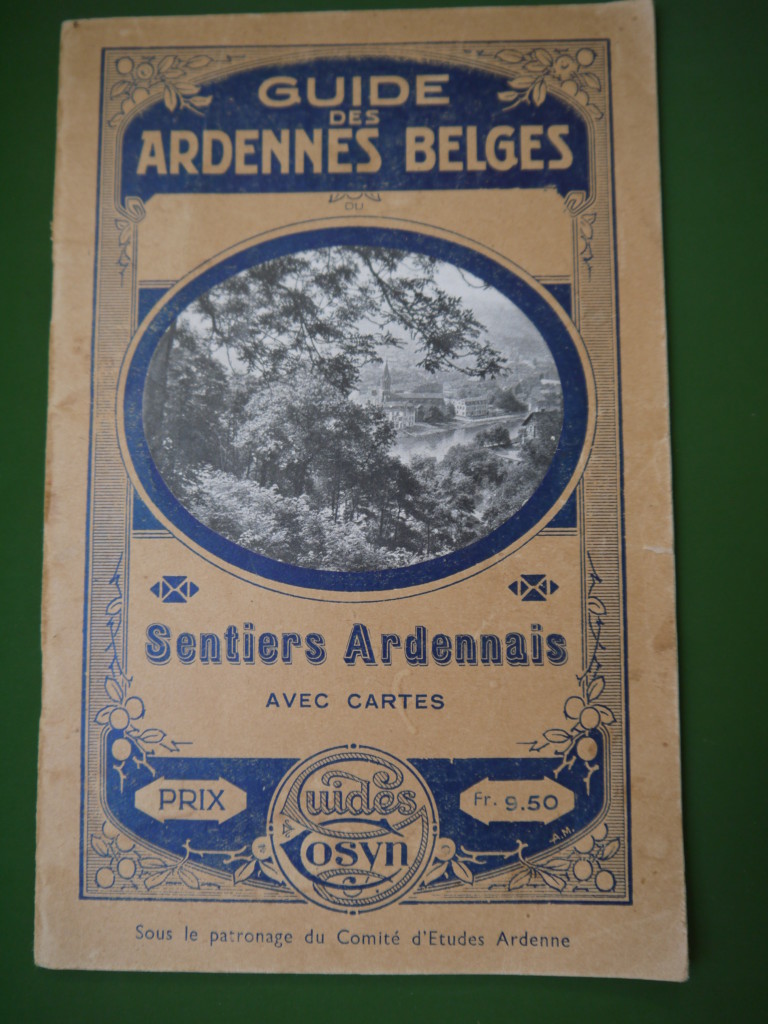 GUIDE
DES
ARDENNES BELGES
DU
Sentiers Ardennais
AVEC CARTES
PRIX
Fr. 9.50
Guides
Cosyn
A.M.
Sous le patronage du Comité d'Etudes Ardenne